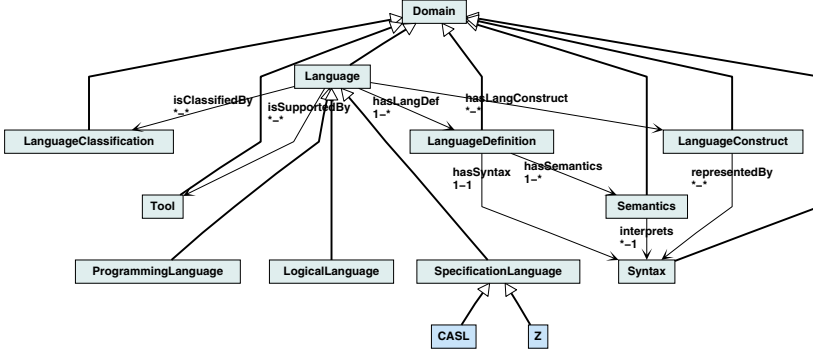 Domain
Language
isClassifiedBy
*–*
isSupportedBy
*–*
hasLangDef
1–*
hasLangConstruct
*–*
LanguageClassification
LanguageDefinition
LanguageConstruct
hasSyntax
1–1
hasSemantics
1–*
representedBy
*–*
Tool
Semantics
interprets
*–1
ProgrammingLanguage
LogicalLanguage
SpecificationLanguage
Syntax
CASL
Z